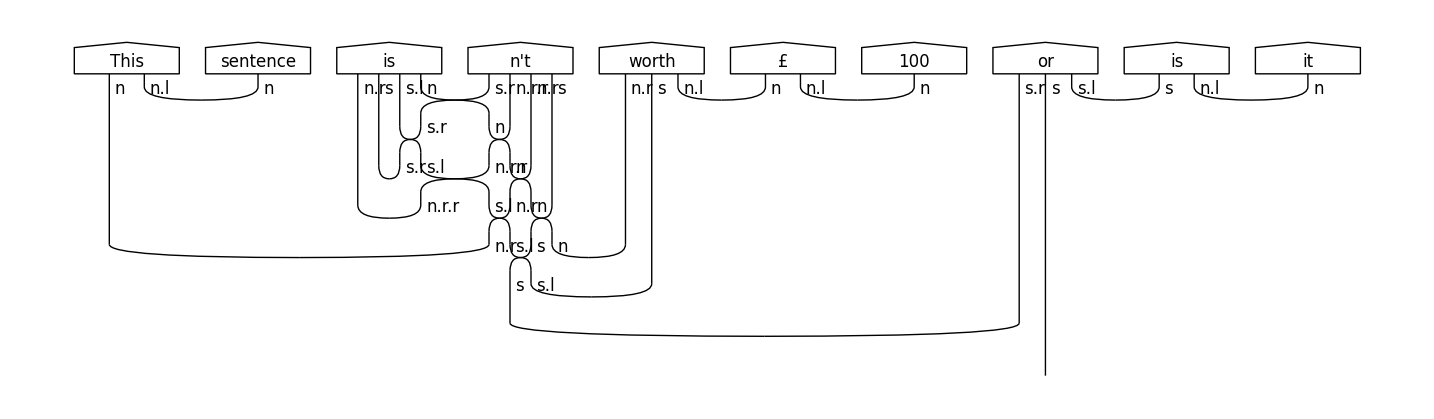 This sentence is n't worth £ 100 or is it
n n.l n n.r s s.l n s.r n.r.r n.r s n.r s n.l n n.l n s.r s s.l s n.l n
s.r n
s.r s.l n.r.r n
n.r.r s.l n.r n
n.r s.l s n
s s.l